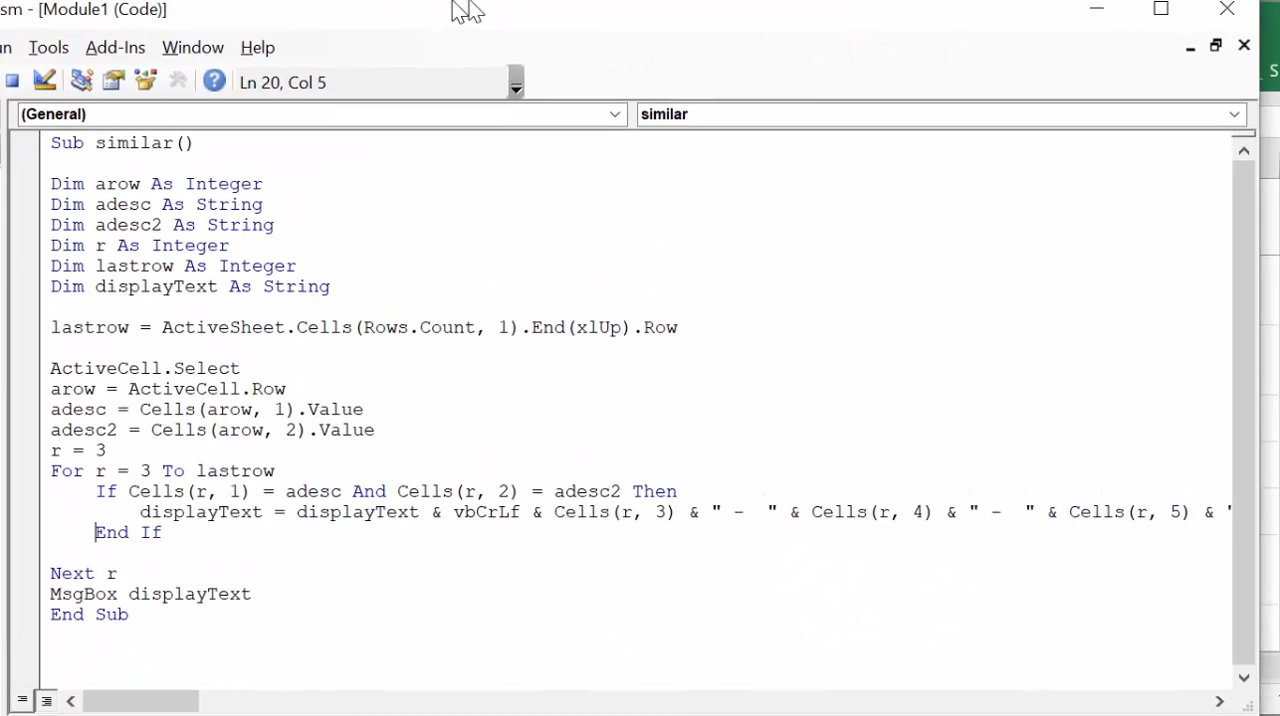 sm - [Module1 (Code)]
un Tools Add-Ins Window Help
Ln 20, Col 5
S
(General) similar
Sub similar()
Dim arow As Integer
Dim adesc As String
Dim adesc2 As String
Dim r As Integer
Dim lastrow As Integer
Dim displayText As String
lastrow = ActiveSheet.Cells(Rows.Count, 1).End(xlUp).Row
ActiveCell.Select
arow = ActiveCell.Row
adesc = Cells(arow, 1).Value
adesc2 = Cells(arow, 2).Value
r = 3
For r = 3 To lastrow
If Cells(r, 1) = adesc And Cells(r, 2) = adesc2 Then
displayText = displayText & vbCrLf & Cells(r, 3) & " -  " & Cells(r, 4) & " -  " & Cells(r, 5) & "
End If
Next r
MsgBox displayText
End Sub